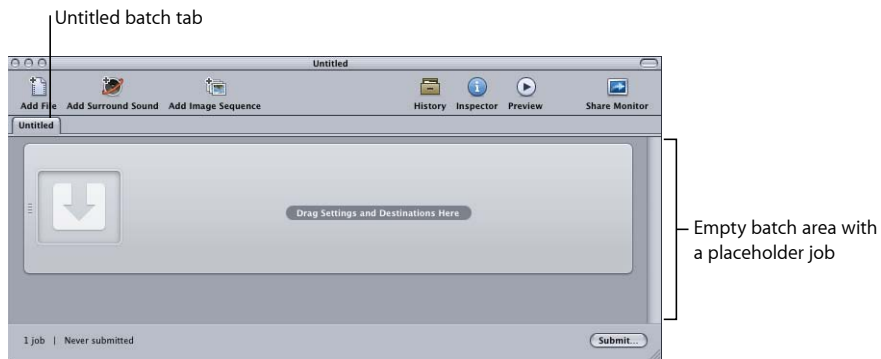 Untitled batch tab
Untitled
Add File Add Surround Sound Add Image Sequence History Inspector Preview Share Monitor
Untitled
Drag Settings and Destinations Here
Empty batch area with
a placeholder job
1 job | Never submitted Submit...